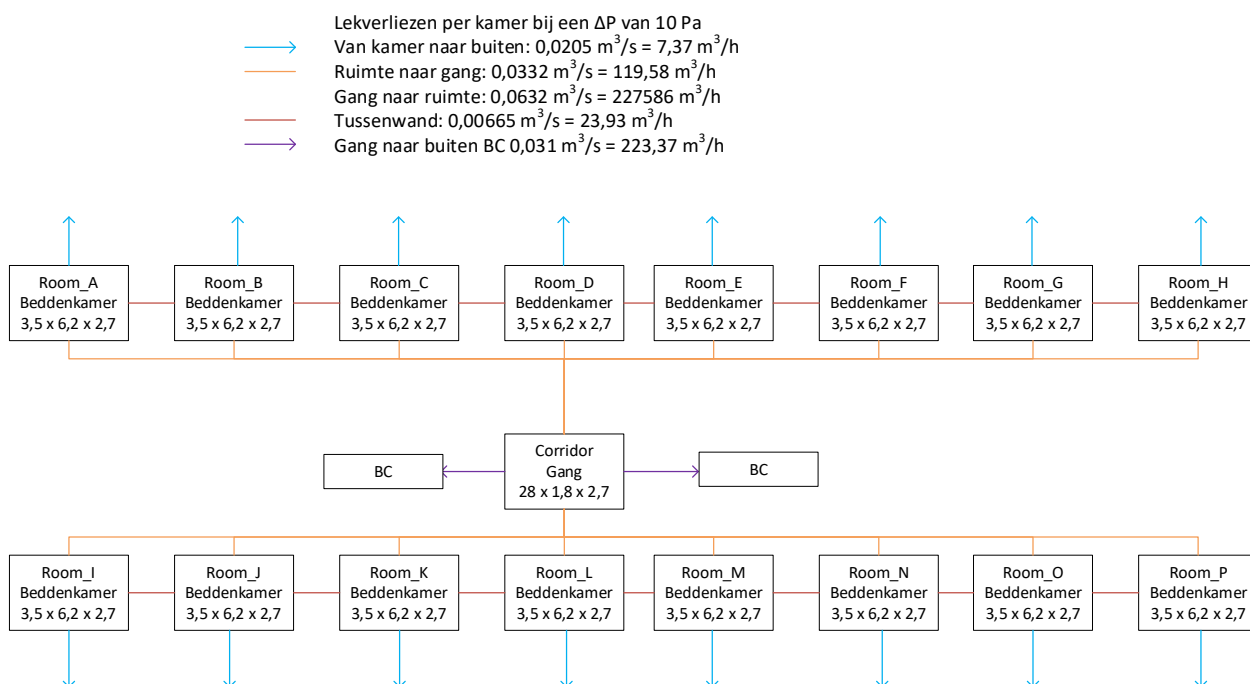 Lekverliezen per kamer bij een ΔP van 10 Pa
Van kamer naar buiten: 0,0205 m³/s = 7,37 m³/h
Ruimte naar gang: 0,0332 m³/s = 119,58 m³/h
Gang naar ruimte: 0,0632 m³/s = 227586 m³/h
Tussenwand: 0,00665 m³/s = 23,93 m³/h
Gang naar buiten BC 0,031 m³/s = 223,37 m³/h
Room_A
Beddenkamer
3,5 x 6,2 x 2,7
Room_B
Beddenkamer
3,5 x 6,2 x 2,7
Room_C
Beddenkamer
3,5 x 6,2 x 2,7
Room_D
Beddenkamer
3,5 x 6,2 x 2,7
Room_E
Beddenkamer
3,5 x 6,2 x 2,7
Room_F
Beddenkamer
3,5 x 6,2 x 2,7
Room_G
Beddenkamer
3,5 x 6,2 x 2,7
Room_H
Beddenkamer
3,5 x 6,2 x 2,7
BC
Corridor
Gang
28 x 1,8 x 2,7
BC
Room_I
Beddenkamer
3,5 x 6,2 x 2,7
Room_J
Beddenkamer
3,5 x 6,2 x 2,7
Room_K
Beddenkamer
3,5 x 6,2 x 2,7
Room_L
Beddenkamer
3,5 x 6,2 x 2,7
Room_M
Beddenkamer
3,5 x 6,2 x 2,7
Room_N
Beddenkamer
3,5 x 6,2 x 2,7
Room_O
Beddenkamer
3,5 x 6,2 x 2,7
Room_P
Beddenkamer
3,5 x 6,2 x 2,7